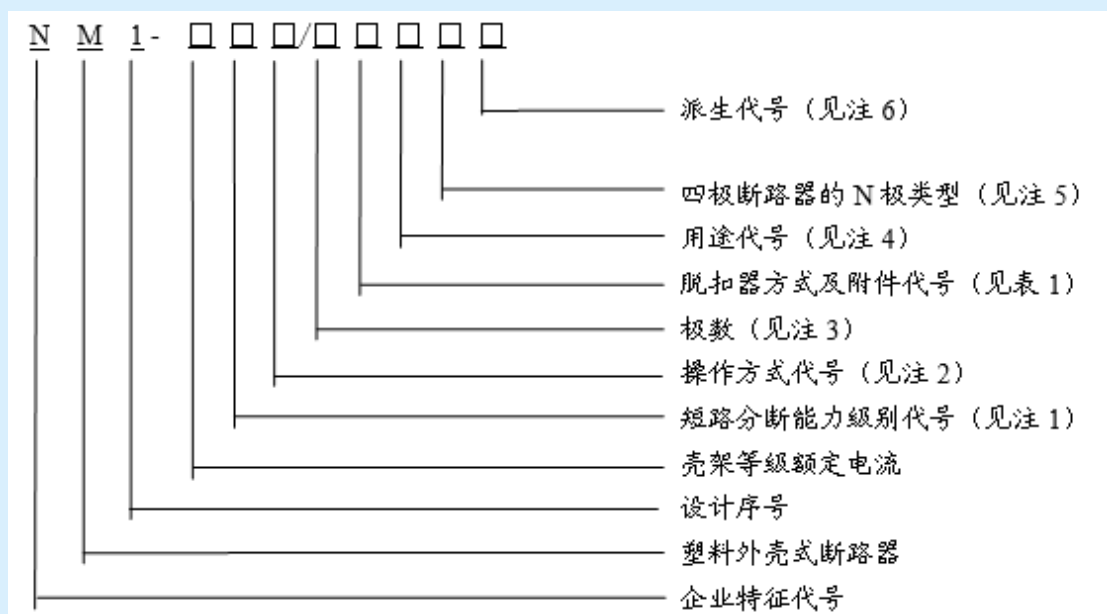 N M 1- □ □ □/□ □ □ □ □
派生代号（见注 6）
四极断路器的 N 极类型（见注 5）
用途代号（见注 4）
脱扣器方式及附件代号（见表 1）
极数（见注 3）
操作方式代号（见注 2）
短路分断能力级别代号（见注 1）
壳架等级额定电流
设计序号
塑料外壳式断路器
企业特征代号